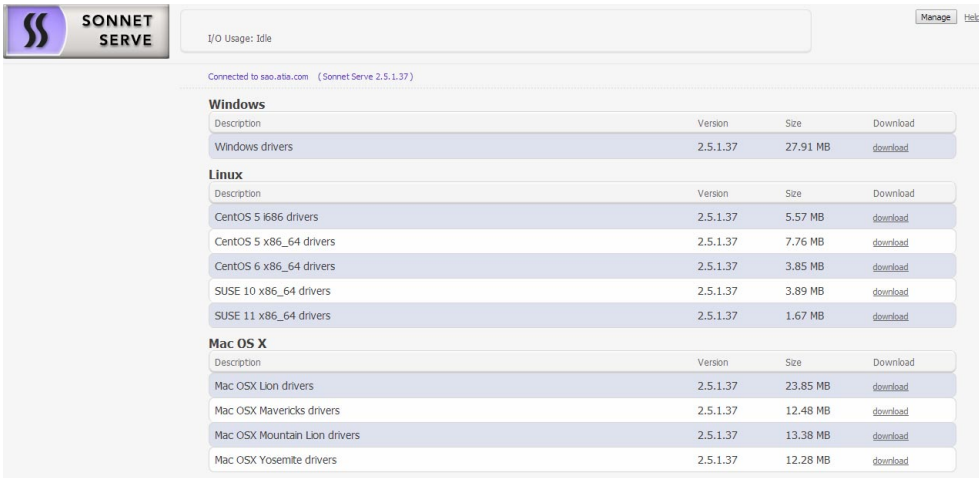 SONNET
SERVE
Manage Help
I/O Usage: Idle
Connected to sao.atia.com (Sonnet Serve 2.5.1.37)
Windows
Description Version Size Download
Windows drivers 2.5.1.37 27.91 MB download
Linux
Description Version Size Download
CentOS 5 i686 drivers 2.5.1.37 5.57 MB download
CentOS 5 x86_64 drivers 2.5.1.37 7.76 MB download
CentOS 6 x86_64 drivers 2.5.1.37 3.85 MB download
SUSE 10 x86_64 drivers 2.5.1.37 3.89 MB download
SUSE 11 x86_64 drivers 2.5.1.37 1.67 MB download
Mac OS X
Description Version Size Download
Mac OSX Lion drivers 2.5.1.37 23.85 MB download
Mac OSX Mavericks drivers 2.5.1.37 12.48 MB download
Mac OSX Mountain Lion drivers 2.5.1.37 13.38 MB download
Mac OSX Yosemite drivers 2.5.1.37 12.28 MB download